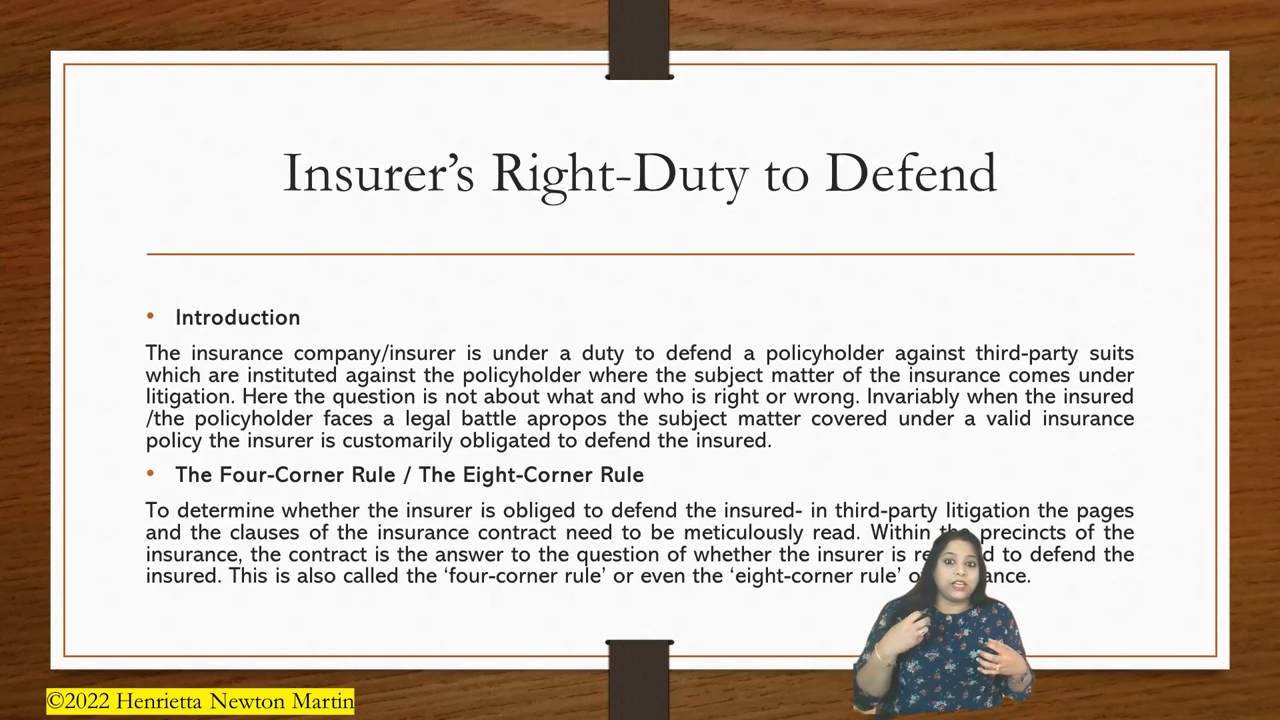 Insurer's Right-Duty to Defend
• Introduction
The insurance company/insurer is under a duty to defend a policyholder against third-party suits
which are instituted against the policyholder where the subject matter of the insurance comes under
litigation. Here the question is not about what and who is right or wrong. Invariably when the insured
/the policyholder faces a legal battle apropos the subject matter covered under a valid insurance
policy the insurer is customarily obligated to defend the insured.
• The Four-Corner Rule / The Eight-Corner Rule
To determine whether the insurer is obliged to defend the insured- in third-party litigation the pages
and the clauses of the insurance contract need to be meticulously read. Within the precincts of the
insurance, the contract is the answer to the question of whether the insurer is to defend the
insured. This is also called the ‘four-corner rule’ or even the ‘eight-corner rule’
©2022 Henrietta Newton Martin